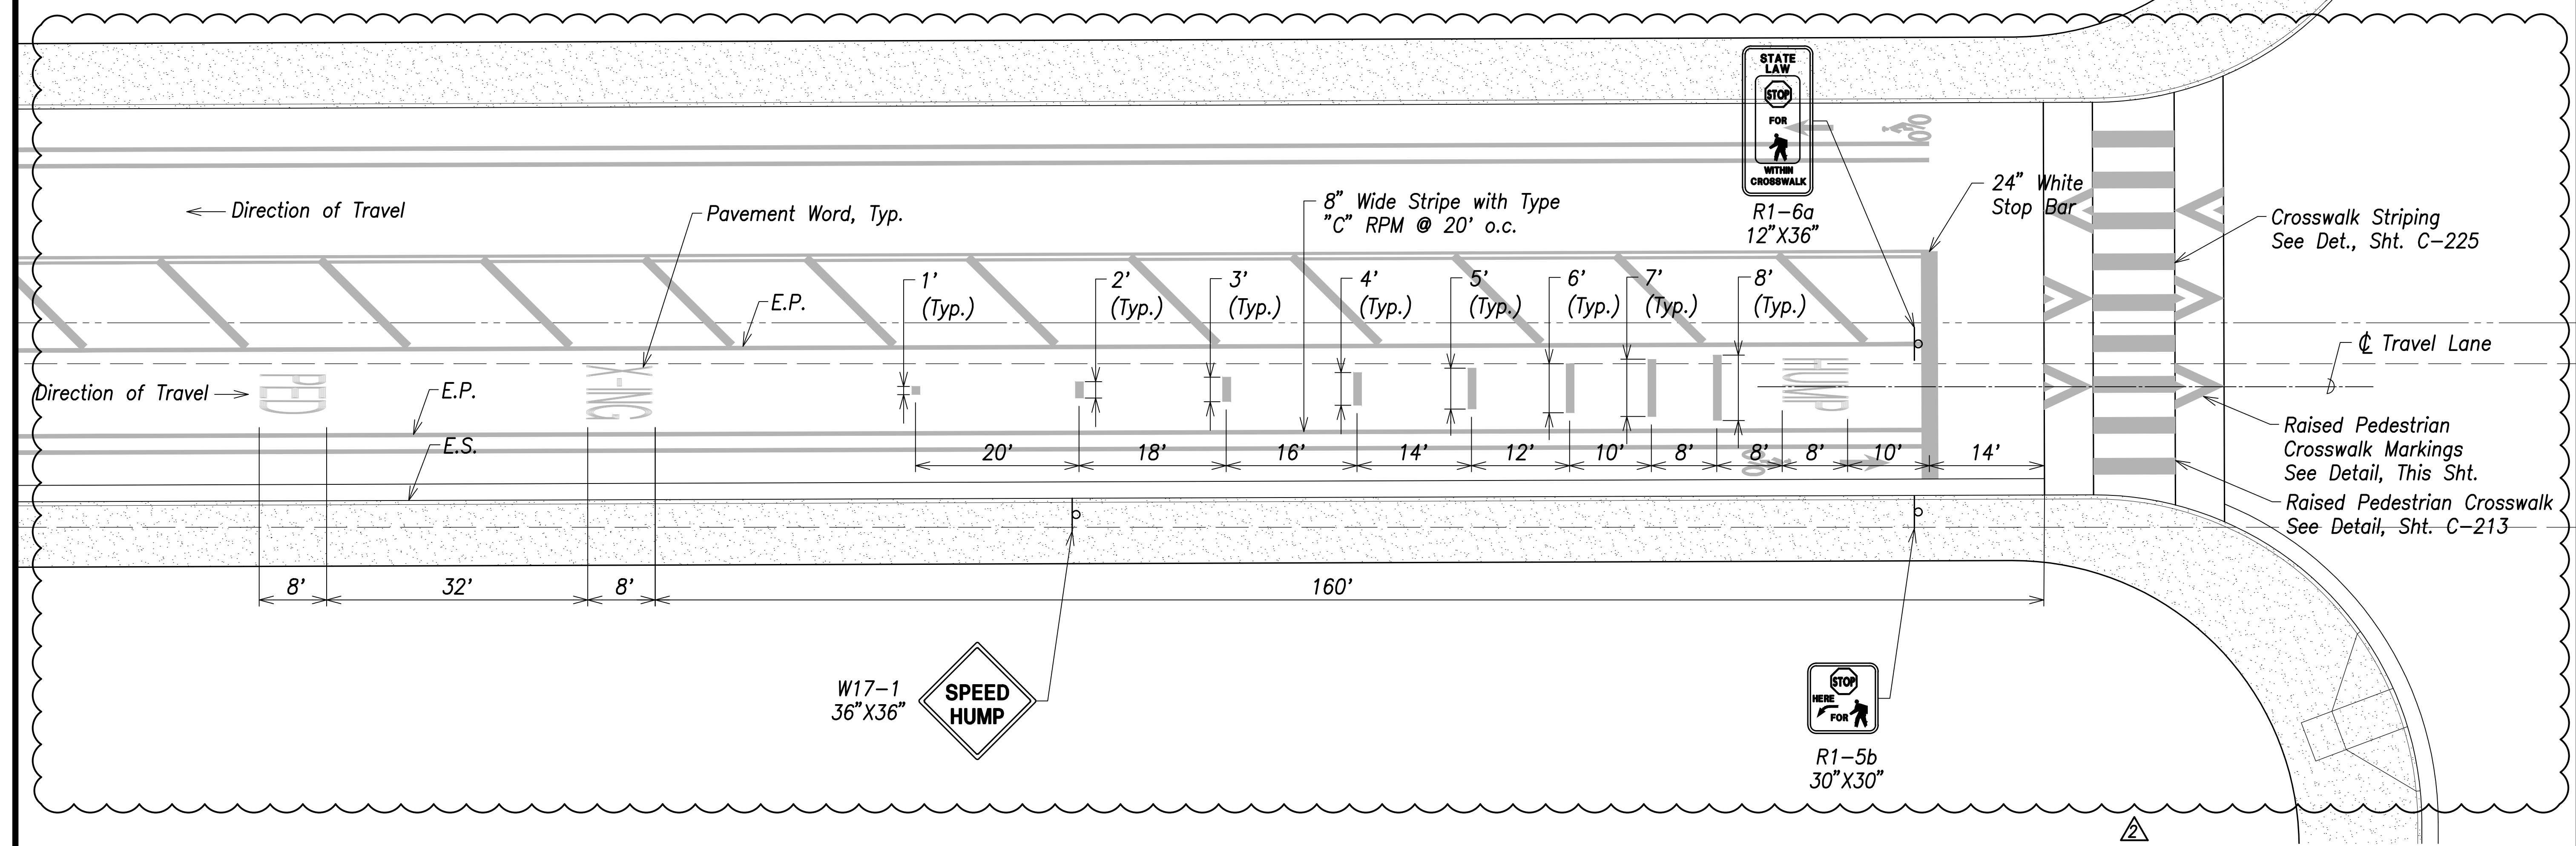 STATE
LAW
STOP
FOR
WITHIN
CROSSWALK
R1-6a
12"X36"
24" White
Stop Bar
8" Wide Stripe with Type
"C" RPM @ 20' o.c.
Direction of Travel
Pavement Word, Typ.
Crosswalk Striping
See Det., Sht. C-225
1'
(Typ.)
2'
(Typ.)
3'
(Typ.)
4'
(Typ.)
5'
(Typ.)
6'
(Typ.)
7'
(Typ.)
8'
(Typ.)
E.P.
℄ Travel Lane
Direction of Travel
PED
X-ING
HUMP
E.P.
E.S.
20'
18'
16'
14'
12'
10'
8'
8'
8'
10'
14'
Raised Pedestrian
Crosswalk Markings
See Detail, This Sht.
Raised Pedestrian Crosswalk
See Detail, Sht. C-213
8'
32'
8'
160'
W17-1
36"X36"
SPEED
HUMP
STOP
HERE
FOR
R1-5b
30"X30"
2